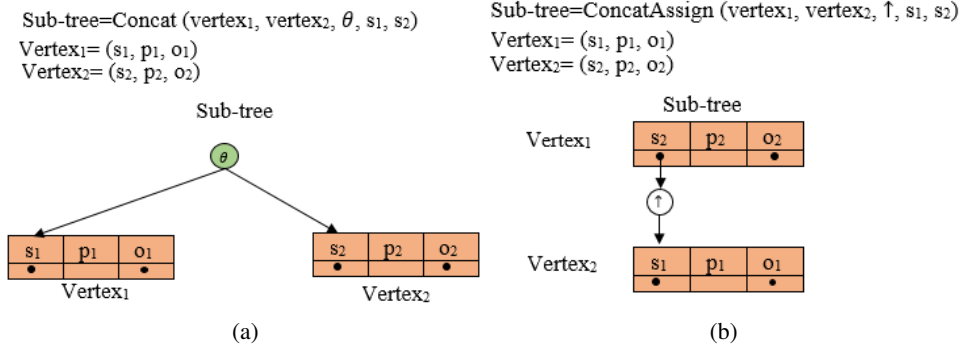 Sub-tree=Concat (vertex₁, vertex₂, θ, s₁, s₂)
Vertex₁= (s₁, p₁, o₁)
Vertex₂= (s₂, p₂, o₂)
Sub-tree
θ
s₁ p₁ o₁
Vertex₁
s₂ p₂ o₂
Vertex₂
(a)
Sub-tree=ConcatAssign (vertex₁, vertex₂, ↑, s₁, s₂)
Vertex₁= (s₁, p₁, o₁)
Vertex₂= (s₂, p₂, o₂)
Sub-tree
Vertex₁ s₂ p₂ o₂
↑
Vertex₂ s₁ p₁ o₁
(b)